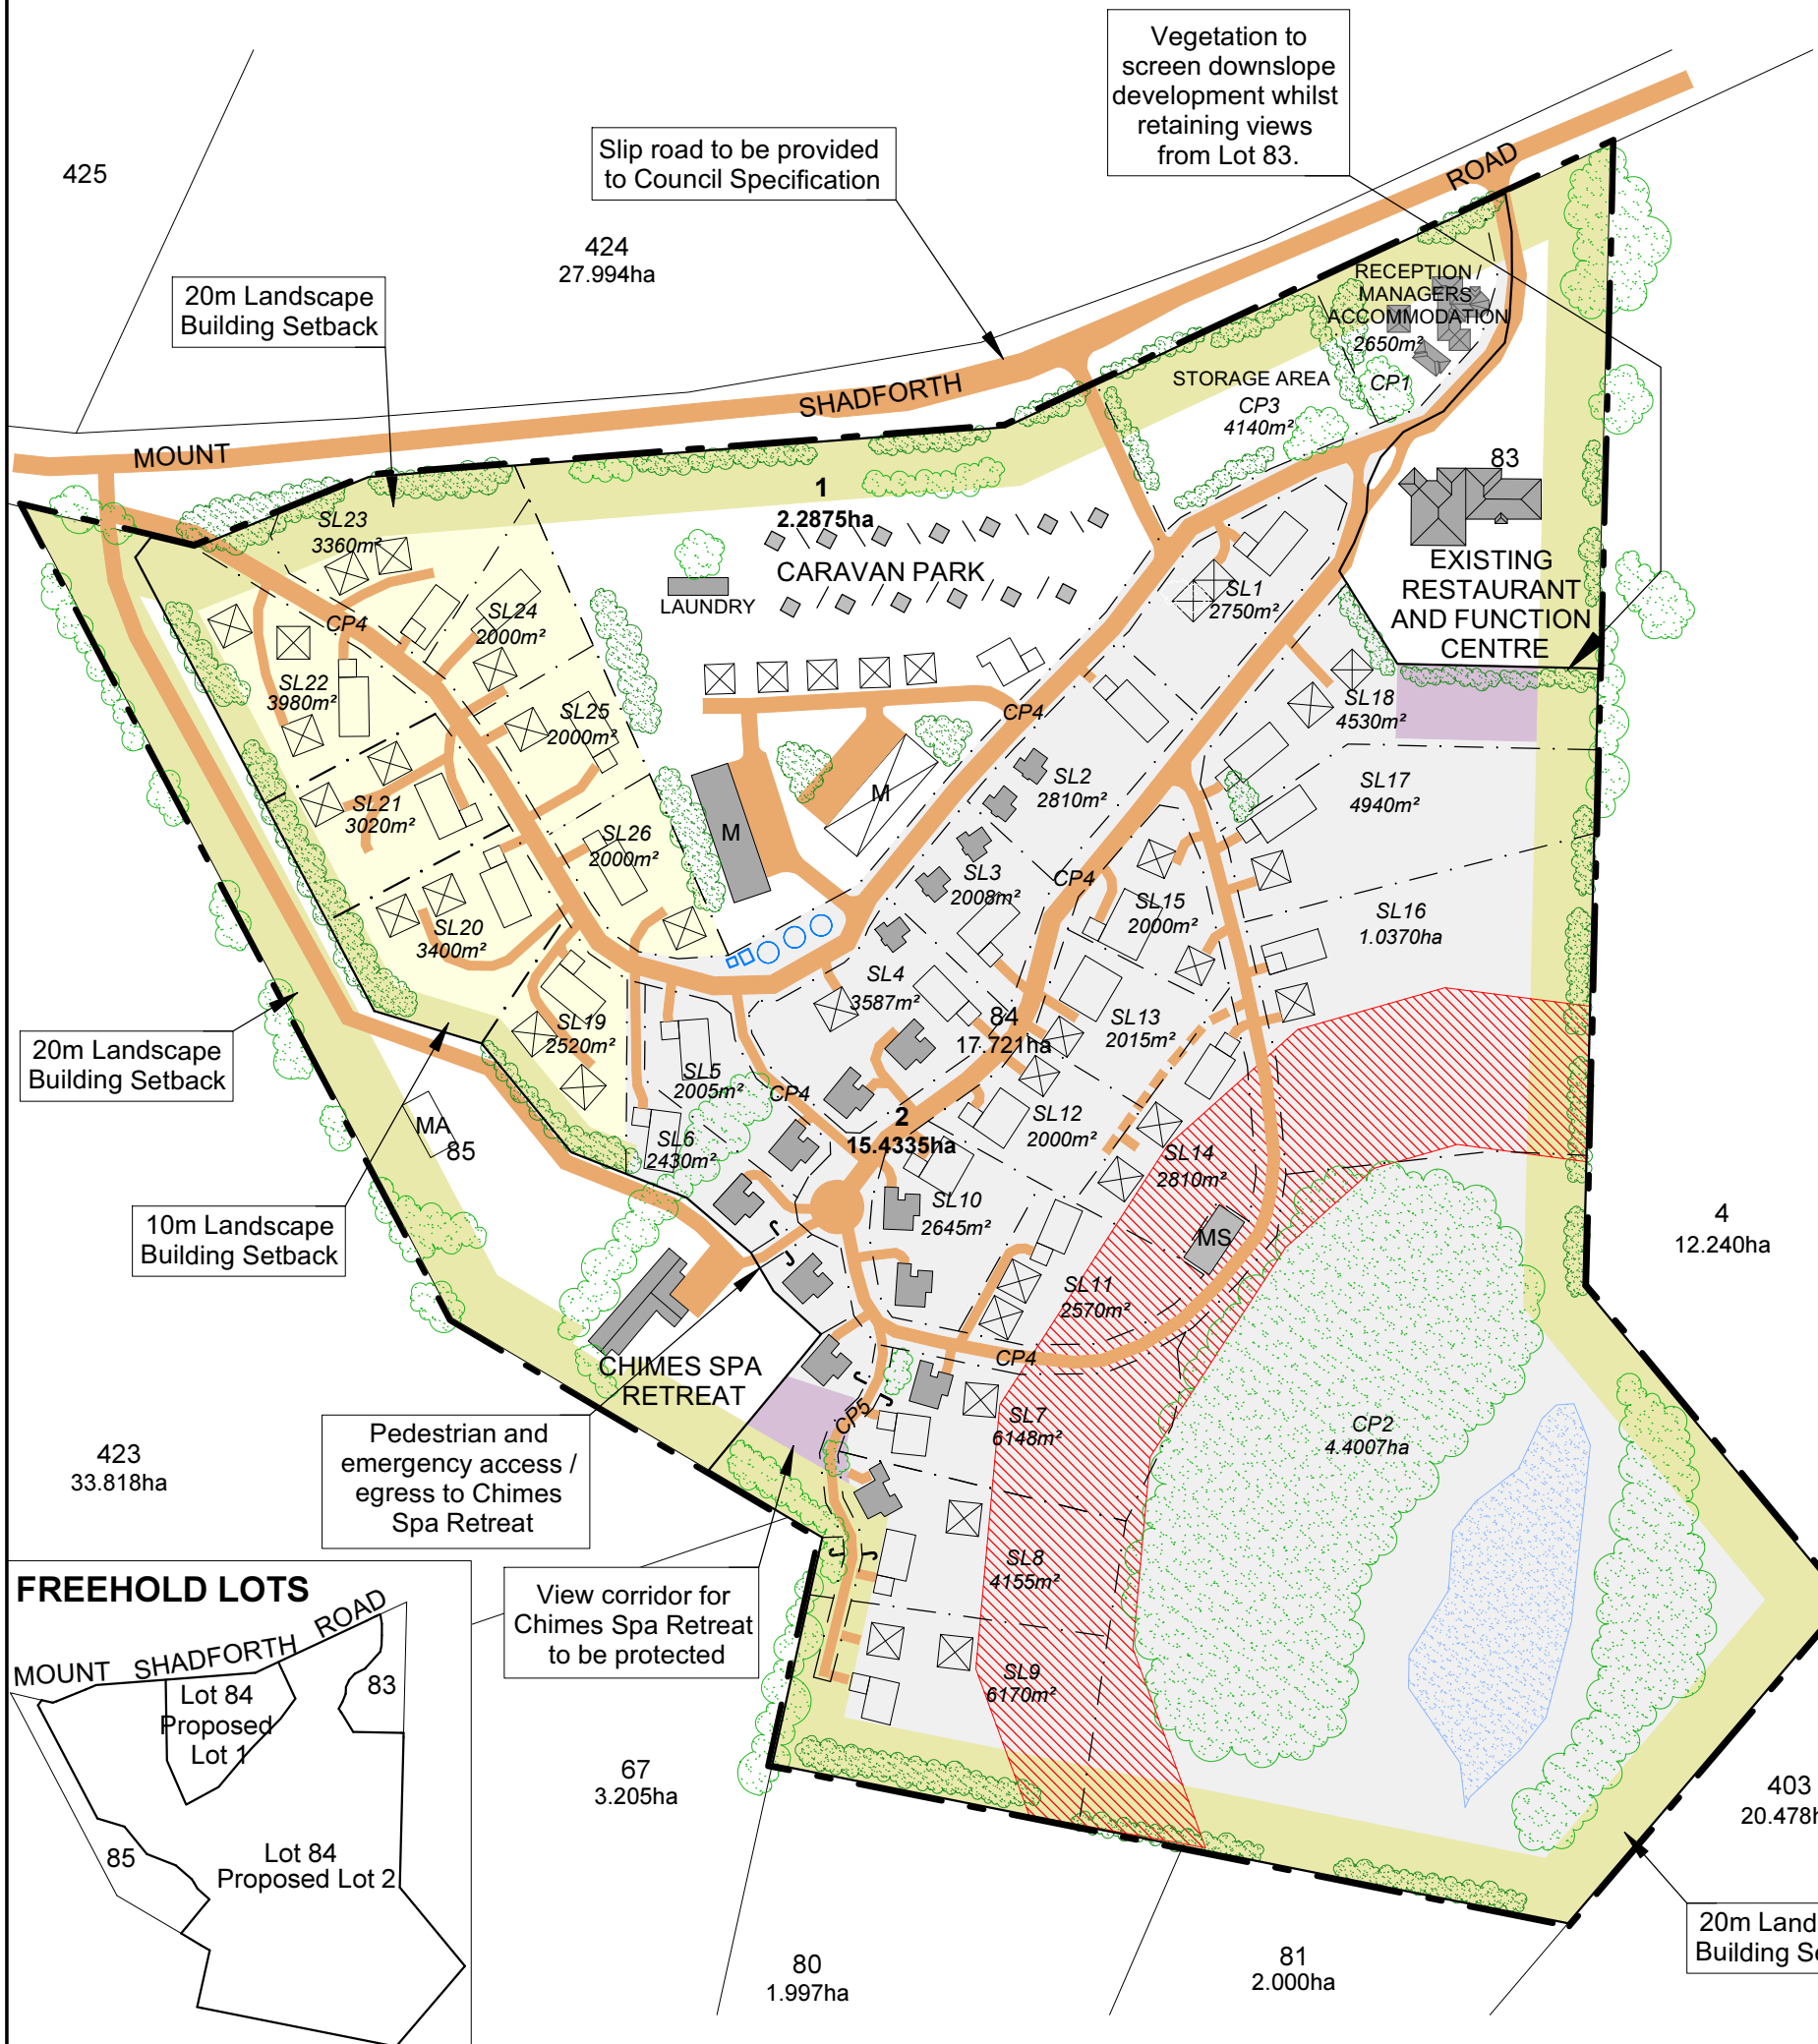 Vegetation to
screen downslope
development whilst
retaining views
from Lot 83.
Slip road to be provided
to Council Specification
ROAD
425
424
27.994ha
20m Landscape
Building Setback
RECEPTION /
MANAGERS
ACCOMMODATION
2650m²
CP1
STORAGE AREA
CP3
4140m²
SHADFORTH
MOUNT
83
EXISTING
RESTAURANT
AND FUNCTION
CENTRE
1
2.2875ha
CARAVAN PARK
LAUNDRY
SL23
3360m²
CP4
SL24
2000m²
SL1
2750m²
SL22
3980m²
SL25
2000m²
CP4
SL18
4530m²
SL2
2810m²
SL17
4940m²
M
M
SL21
3020m²
SL26
2000m²
SL3
2008m²
CP4
SL15
2000m²
SL16
1.0370ha
SL20
3400m²
SL4
3587m²
84
17.721ha
SL13
2015m²
SL19
2520m²
20m Landscape
Building Setback
SL5
2005m²
CP4
MA
85
2
15.4335ha
SL12
2000m²
SL6
2430m²
SL14
2810m²
10m Landscape
Building Setback
SL10
2645m²
MS
4
12.240ha
SL11
2570m²
CHIMES SPA
RETREAT
CP4
CP5
SL7
6148m²
CP2
4.4007ha
423
33.818ha
Pedestrian and
emergency access /
egress to Chimes
Spa Retreat
View corridor for
Chimes Spa Retreat
to be protected
SL8
4155m²
SL9
6170m²
FREEHOLD LOTS
MOUNT SHADFORTH ROAD
Lot 84
Proposed
Lot 1
83
85
Lot 84
Proposed Lot 2
67
3.205ha
403
20.478h
80
1.997ha
81
2.000ha
20m Land
Building Se